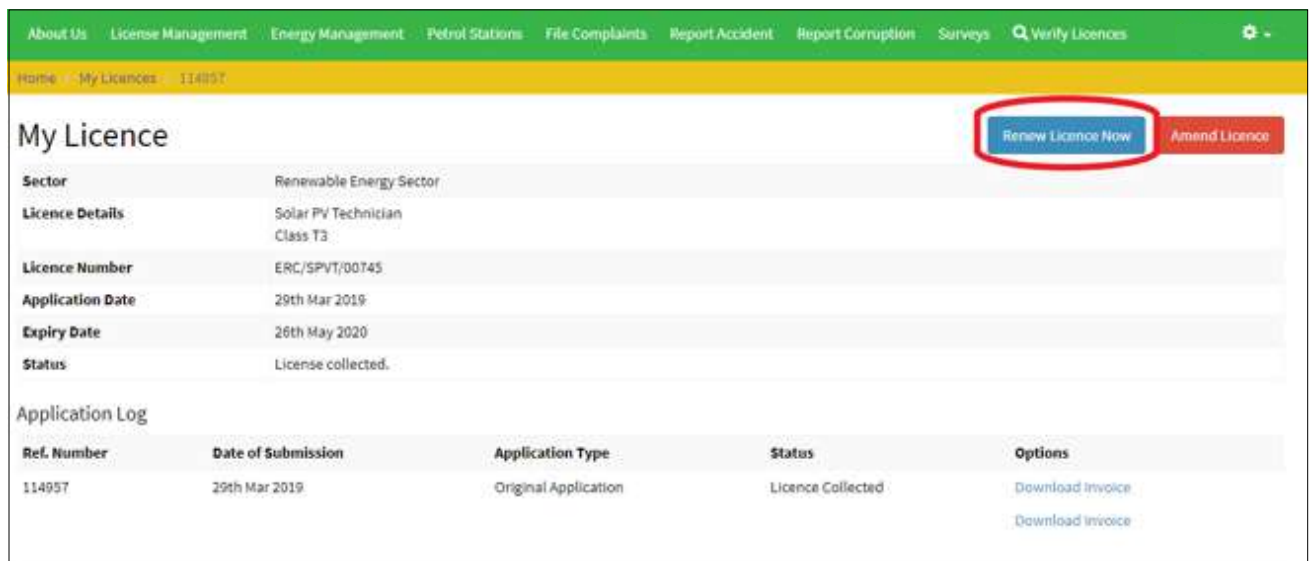 About Us License Management Energy Management Petrol Stations File Complaints Report Accident Report Corruption Surveys Verify Licences
Home My Licences 114957
My Licence Renew Licence Now Amend Licence
Sector Renewable Energy Sector
Licence Details Solar PV Technician
Class T3
Licence Number ERC/SPVT/00745
Application Date 29th Mar 2019
Expiry Date 26th May 2020
Status License collected.
Application Log
Ref. Number Date of Submission Application Type Status Options
114957 29th Mar 2019 Original Application Licence Collected Download Invoice
Download Invoice